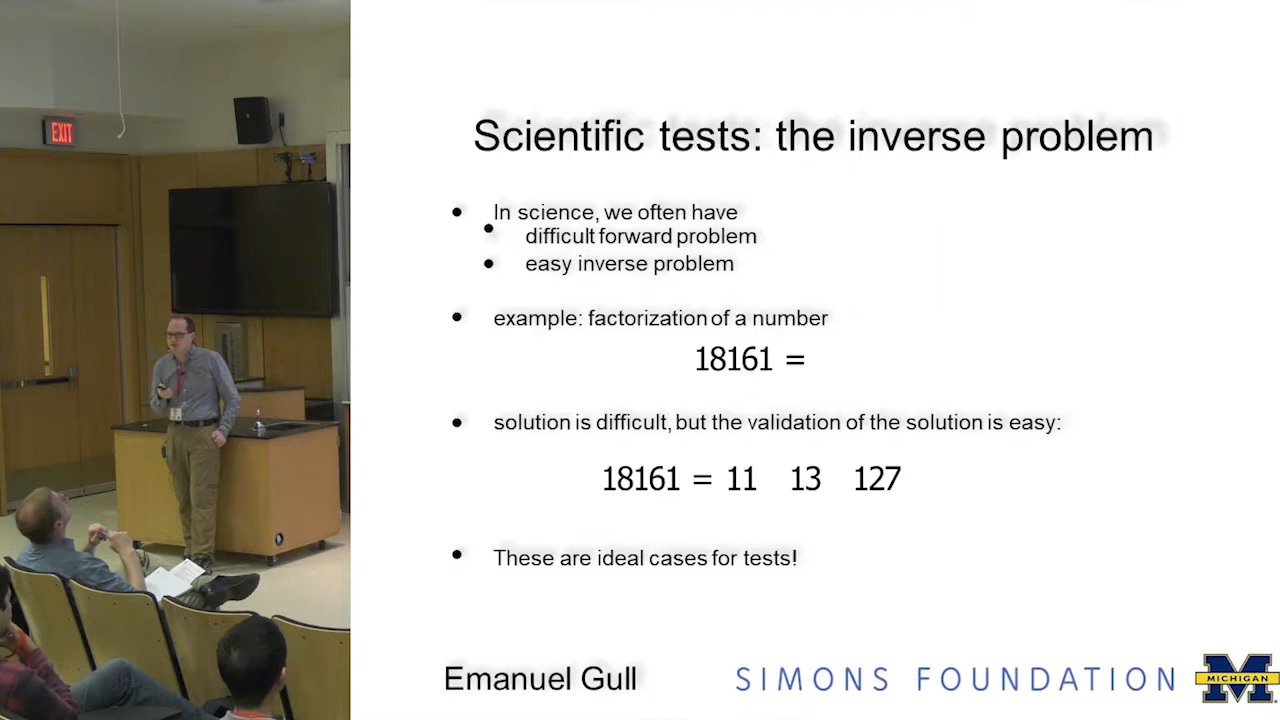 EXIT
Scientific tests: the inverse problem
• In science, we often have
• difficult forward problem
• easy inverse problem
• example: factorization of a number
18161 =
• solution is difficult, but the validation of the solution is easy:
18161 = 11 13 127
• These are ideal cases for tests!
Emanuel Gull
SIMONS FOUNDATION
MICHIGAN